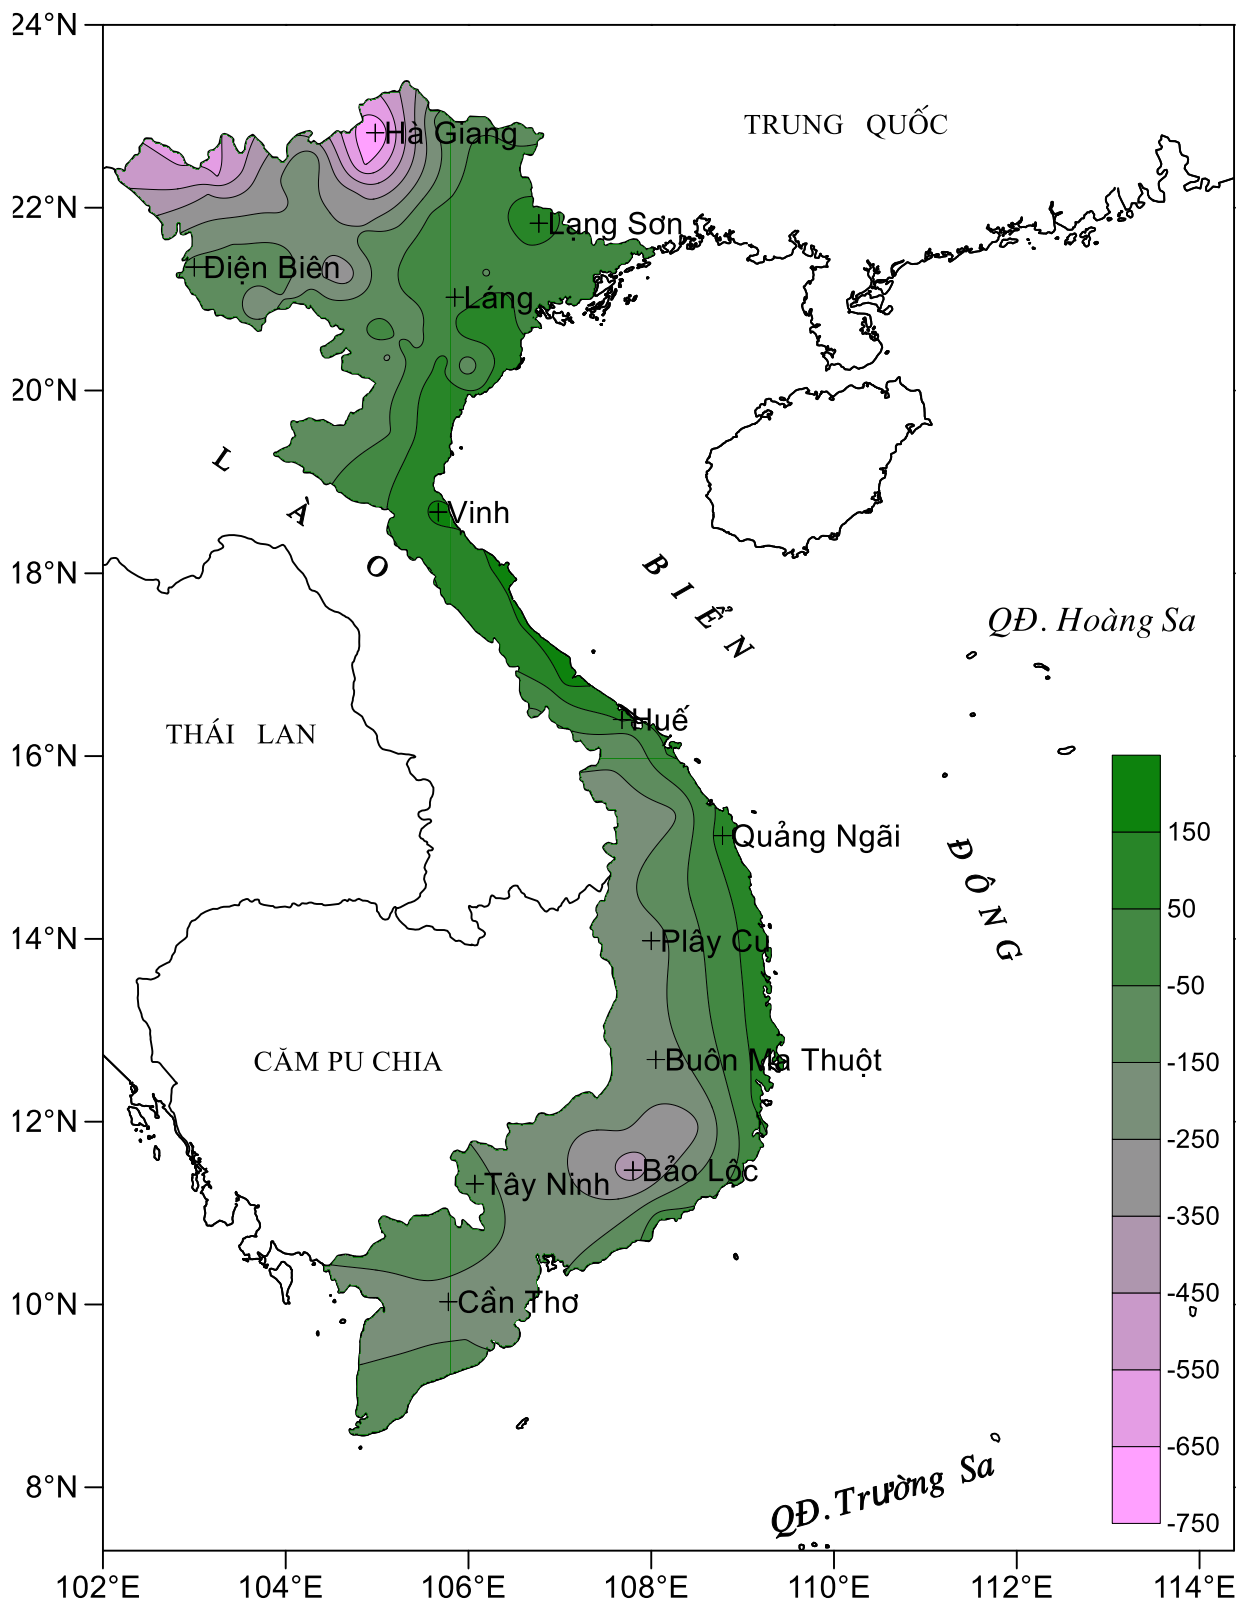 24°N
TRUNG QUỐC
Hà Giang
22°N
Lạng Sơn
Điện Biên
Láng
20°N
LÀO
Vinh
18°N
BIỂN
QĐ. Hoàng Sa
Huế
THÁI LAN
16°N
150
Quảng Ngãi
ĐÔNG
50
14°N
Plây Cu
-50
CĂM PU CHIA
Buôn Ma Thuột
-150
12°N
-250
Bảo Lộc
Tây Ninh
-350
10°N
Cần Thơ
-450
-550
-650
8°N
QĐ. Trường Sa
-750
102°E 104°E 106°E 108°E 110°E 112°E 114°E